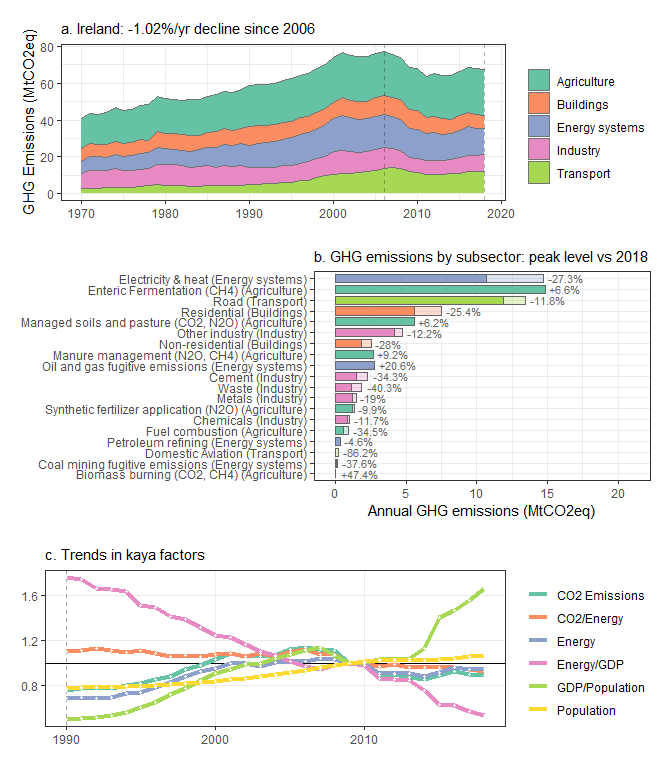 a. Ireland: -1.02%/yr decline since 2006
GHG Emissions (MtCO2eq)
80
60
40
20
0
1970
1980
1990
2000
2010
2020
Agriculture
Buildings
Energy systems
Industry
Transport
b. GHG emissions by subsector: peak level vs 2018
Electricity & heat (Energy systems) -27.3%
Enteric Fermentation (CH4) (Agriculture) +6.6%
Road (Transport) -11.8%
Residential (Buildings) -25.4%
Managed soils and pasture (CO2, N2O) (Agriculture) +6.2%
Other industry (Industry) -12.2%
Non-residential (Buildings) -28%
Manure management (N2O, CH4) (Agriculture) +9.2%
Oil and gas fugitive emissions (Energy systems) +20.6%
Cement (Industry) -34.3%
Waste (Industry) -40.3%
Metals (Industry) -19%
Synthetic fertilizer application (N2O) (Agriculture) -9.9%
Chemicals (Industry) -11.7%
Fuel combustion (Agriculture) -34.5%
Petroleum refining (Energy systems) -4.6%
Domestic Aviation (Transport) -86.2%
Coal mining fugitive emissions (Energy systems) -37.6%
Biomass burning (CO2, CH4) (Agriculture) +47.4%
0
5
10
15
20
Annual GHG emissions (MtCO2eq)
c. Trends in kaya factors
1.6
1.2
0.8
1990
2000
2010
CO2 Emissions
CO2/Energy
Energy
Energy/GDP
GDP/Population
Population